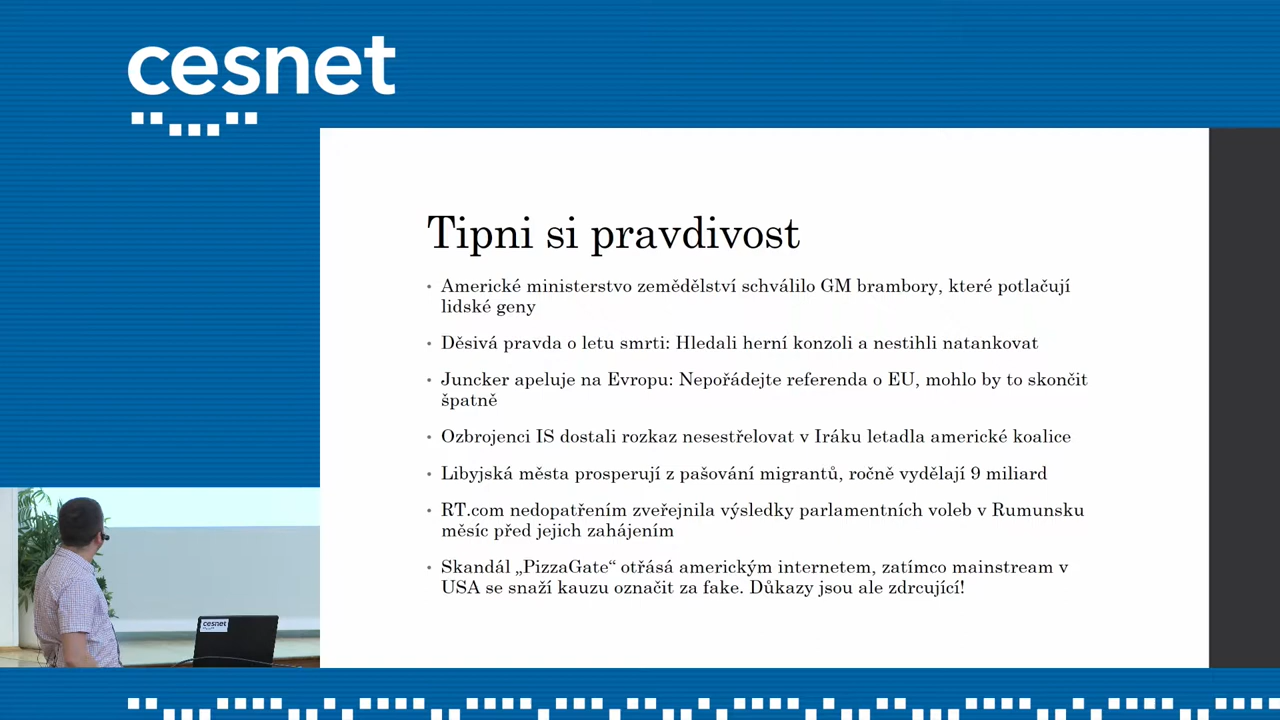 cesnet
Tipni si pravdivost
• Americké ministerstvo zemědělství schválilo GM brambory, které potlačují
lidské geny
• Děsivá pravda o letu smrti: Hledali herní konzoli a nestihli natankovat
• Juncker apeluje na Evropu: Nepořádejte referenda o EU, mohlo by to skončit
špatně
• Ozbrojenci IS dostali rozkaz nesestřelovat v Iráku letadla americké koalice
• Libyjská města prosperují z pašování migrantů, ročně vydělají 9 miliard
• RT.com nedopatřením zveřejnila výsledky parlamentních voleb v Rumunsku
měsíc před jejich zahájením
• Skandál „PizzaGate“ otřásá americkým internetem, zatímco mainstream v
USA se snaží kauzu označit za fake. Důkazy jsou ale zdrcující!
cesnet